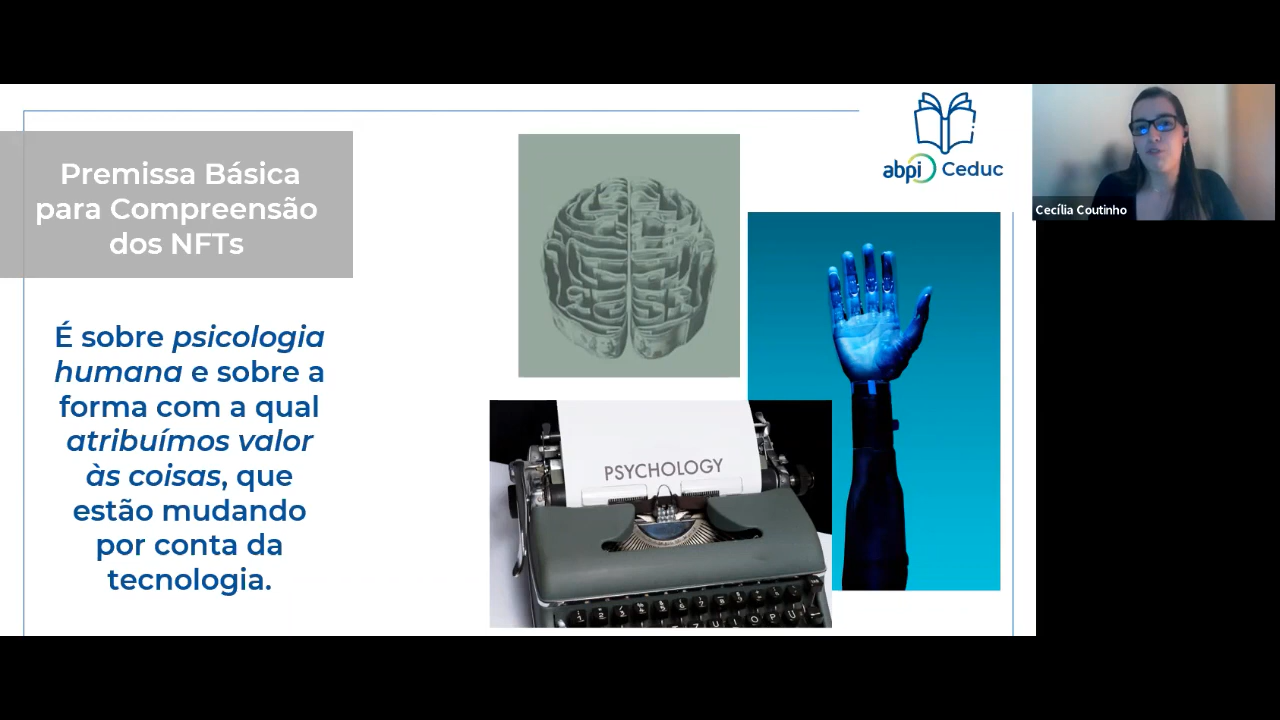 Premissa Básica
para Compreensão
dos NFTs
É sobre psicologia
humana e sobre a
forma com a qual
atribuímos valor
às coisas, que
estão mudando
por conta da
tecnologia.
PSYCHOLOGY
abpi Ceduc
Cecília Coutinho